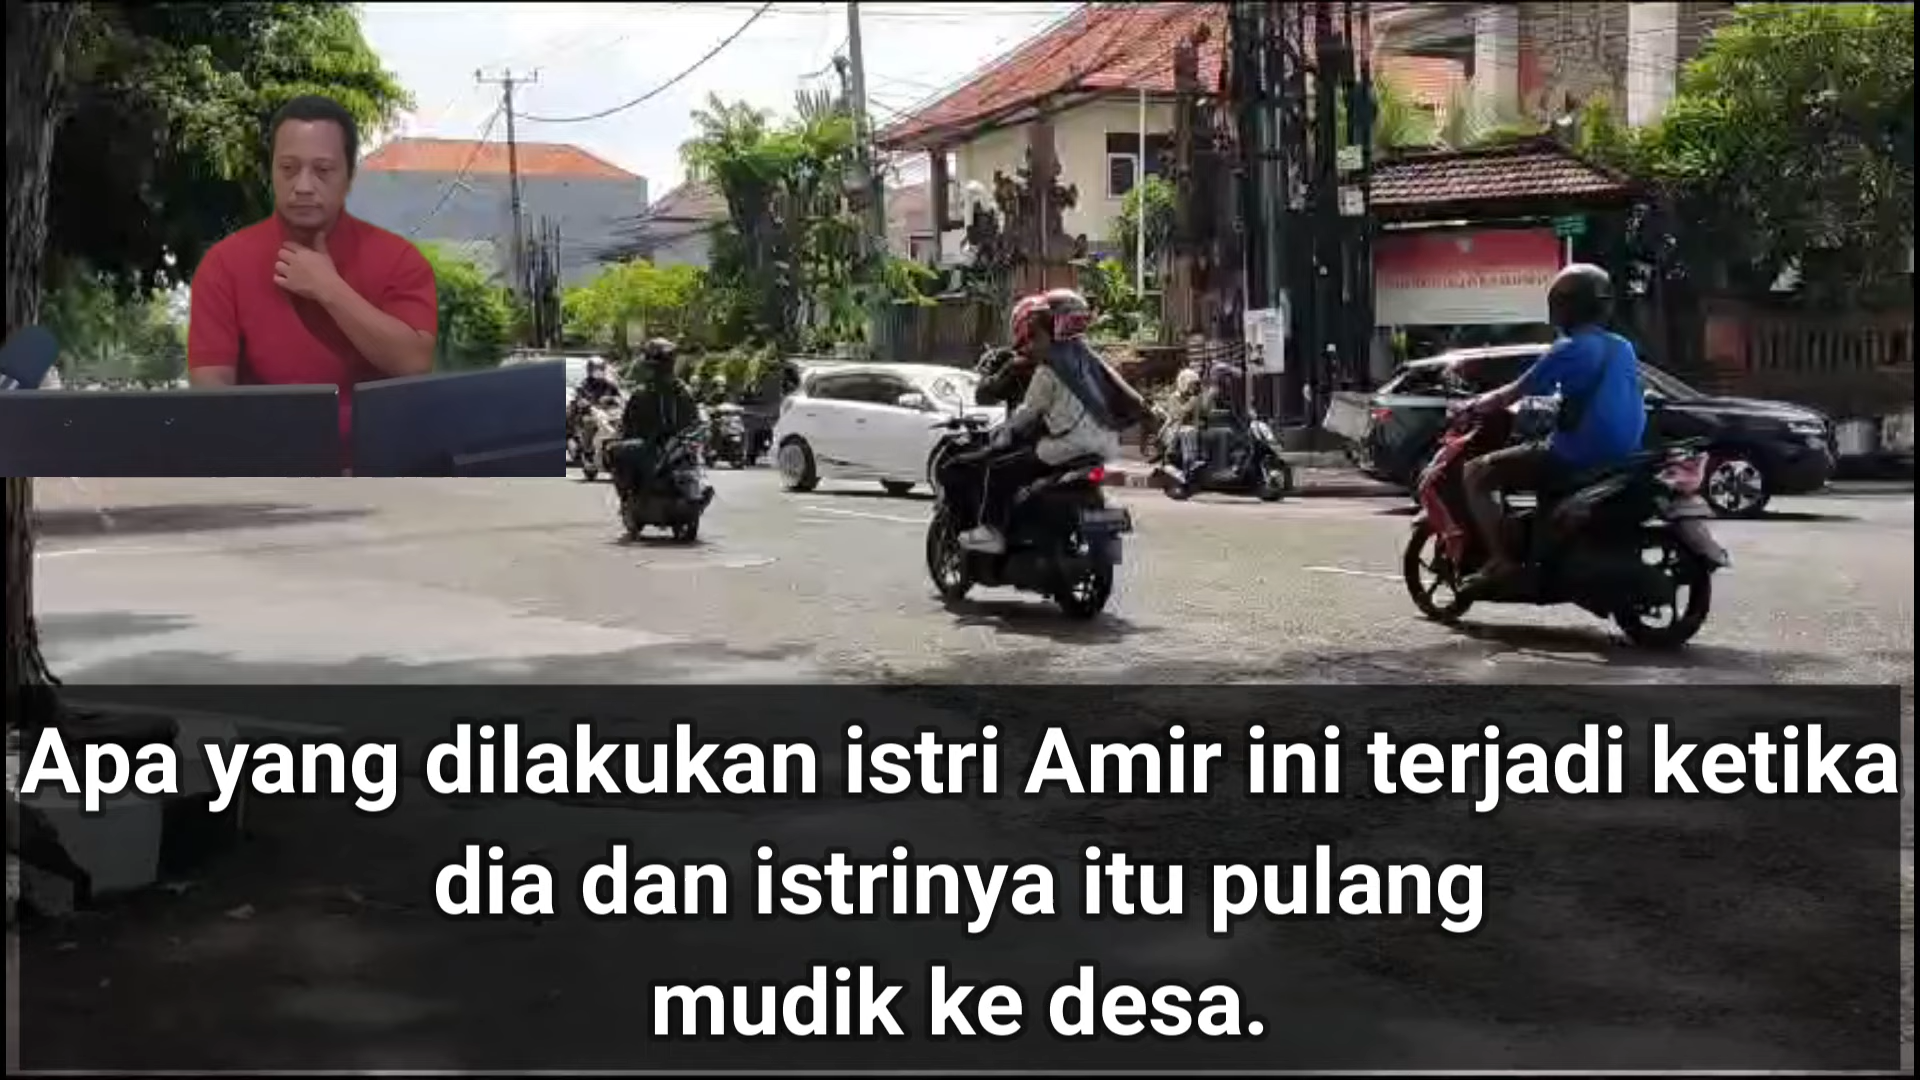 Apa yang dilakukan istri Amir ini terjadi ketika
dia dan istrinya itu pulang
mudik ke desa.